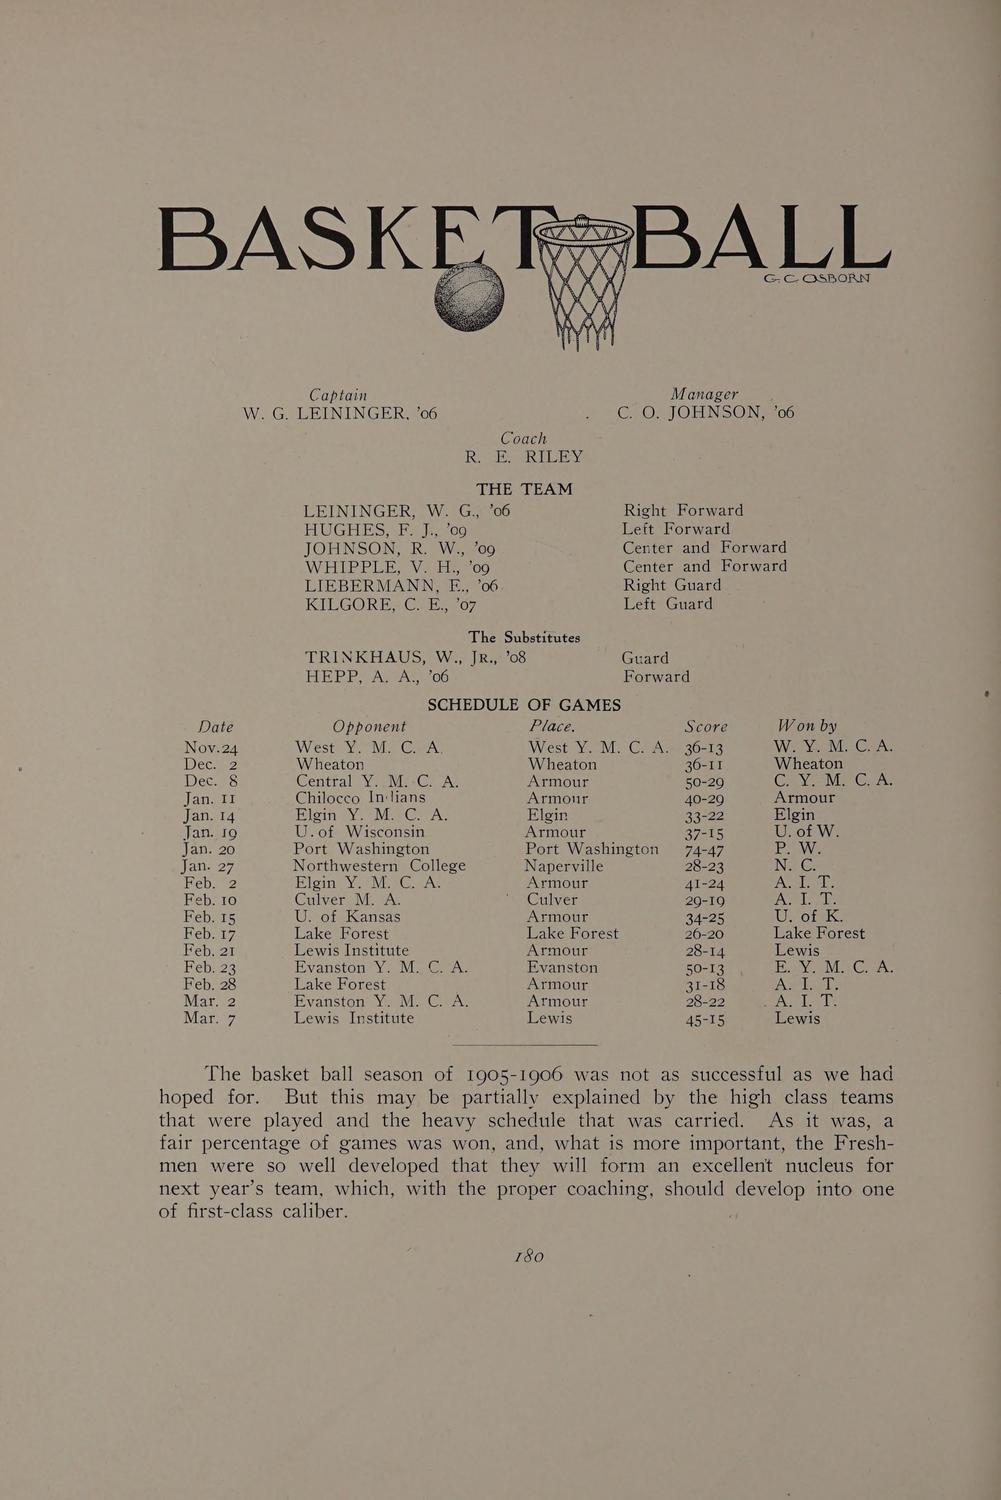 BASKET BALL
G. C. OSBORN
Captain Manager
W. G. LEININGER, '06 C. O. JOHNSON, '06
Coach
R. E. RILEY
THE TEAM
LEININGER, W. G., '06 Right Forward
HUGHES, F. J., '09 Left Forward
JOHNSON, R. W., '09 Center and Forward
WHIPPLE, V. H., '09 Center and Forward
LIEBERMANN, E., '06 Right Guard
KILGORE, C. E., '07 Left Guard
The Substitutes
TRINKHAUS, W., JR., '08 Guard
HEPP, A. A., '06 Forward
SCHEDULE OF GAMES
Date Opponent Place. Score Won by
Nov. 24 West Y. M. C. A. West Y. M. C. A. 36-13 W. Y. M. C. A.
Dec. 2 Wheaton Wheaton 36-11 Wheaton
Dec. 8 Central Y. M. C. A. Armour 50-29 C. Y. M. C. A.
Jan. 11 Chilocco Indians Armour 40-29 Armour
Jan. 14 Elgin Y. M. C. A. Elgin 33-22 Elgin
Jan. 19 U. of Wisconsin Armour 37-15 U. of W.
Jan. 20 Port Washington Port Washington 74-47 P. W.
Jan. 27 Northwestern College Naperville 28-23 N. C.
Feb. 2 Elgin Y. M. C. A. Armour 41-24 A. I. T.
Feb. 10 Culver M. A. Culver 29-19 A. I. T.
Feb. 15 U. of Kansas Armour 34-25 U. of K.
Feb. 17 Lake Forest Lake Forest 26-20 Lake Forest
Feb. 21 Lewis Institute Armour 28-14 Lewis
Feb. 23 Evanston Y. M. C. A. Evanston 50-13 E. Y. M. C. A.
Feb. 28 Lake Forest Armour 31-18 A. I. T.
Mar. 2 Evanston Y. M. C. A. Armour 28-22 A. I. T.
Mar. 7 Lewis Institute Lewis 45-15 Lewis
The basket ball season of 1905-1906 was not as successful as we had
hoped for. But this may be partially explained by the high class teams
that were played and the heavy schedule that was carried. As it was, a
fair percentage of games was won, and, what is more important, the Fresh-
men were so well developed that they will form an excellent nucleus for
next year's team, which, with the proper coaching, should develop into one
of first-class caliber.
180